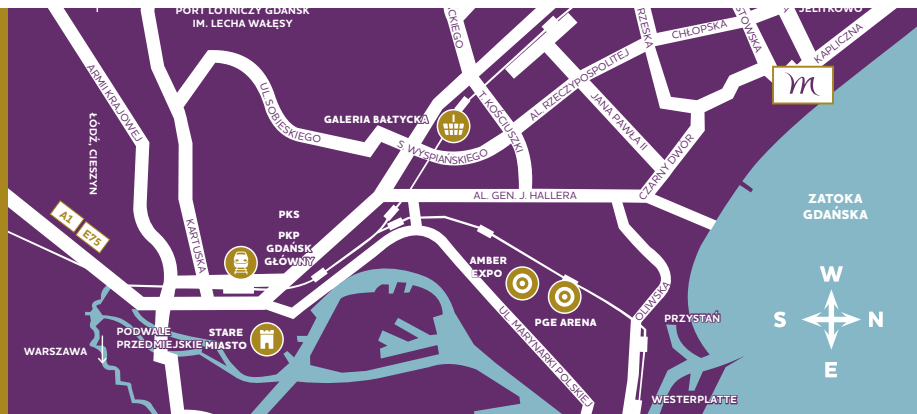 PORT LOTNICZY GDAŃSK
IM. LECHA WAŁĘSY
JELITKOWO
CHŁOPSKA
KAPLICZNA
ARMII KRAJOWEJ
ŁÓDŹ, CIESZYN
UL. SOBIESKIEGO
GALERIA BAŁTYCKA
S. WYSPIAŃSKIEGO
T. KOŚCIUSZKI
AL. RZECZYPOSPOLITEJ
JANA PAWŁA II
CZARNY DWÓR
m
AL. GEN. J. HALLERA
ZATOKA
GDAŃSKA
A1
E75
KARTUSKA
PKS
PKP
GDAŃSK
GŁÓWNY
AMBER
EXPO
PGE ARENA
OLIWSKA
UL. MARYNARKI POLSKIEJ
PRZYSTAŃ
W
S
N
E
PODWALE
PRZEDMIEJSKIE
STARE
MIASTO
WARSZAWA
WESTERPLATTE